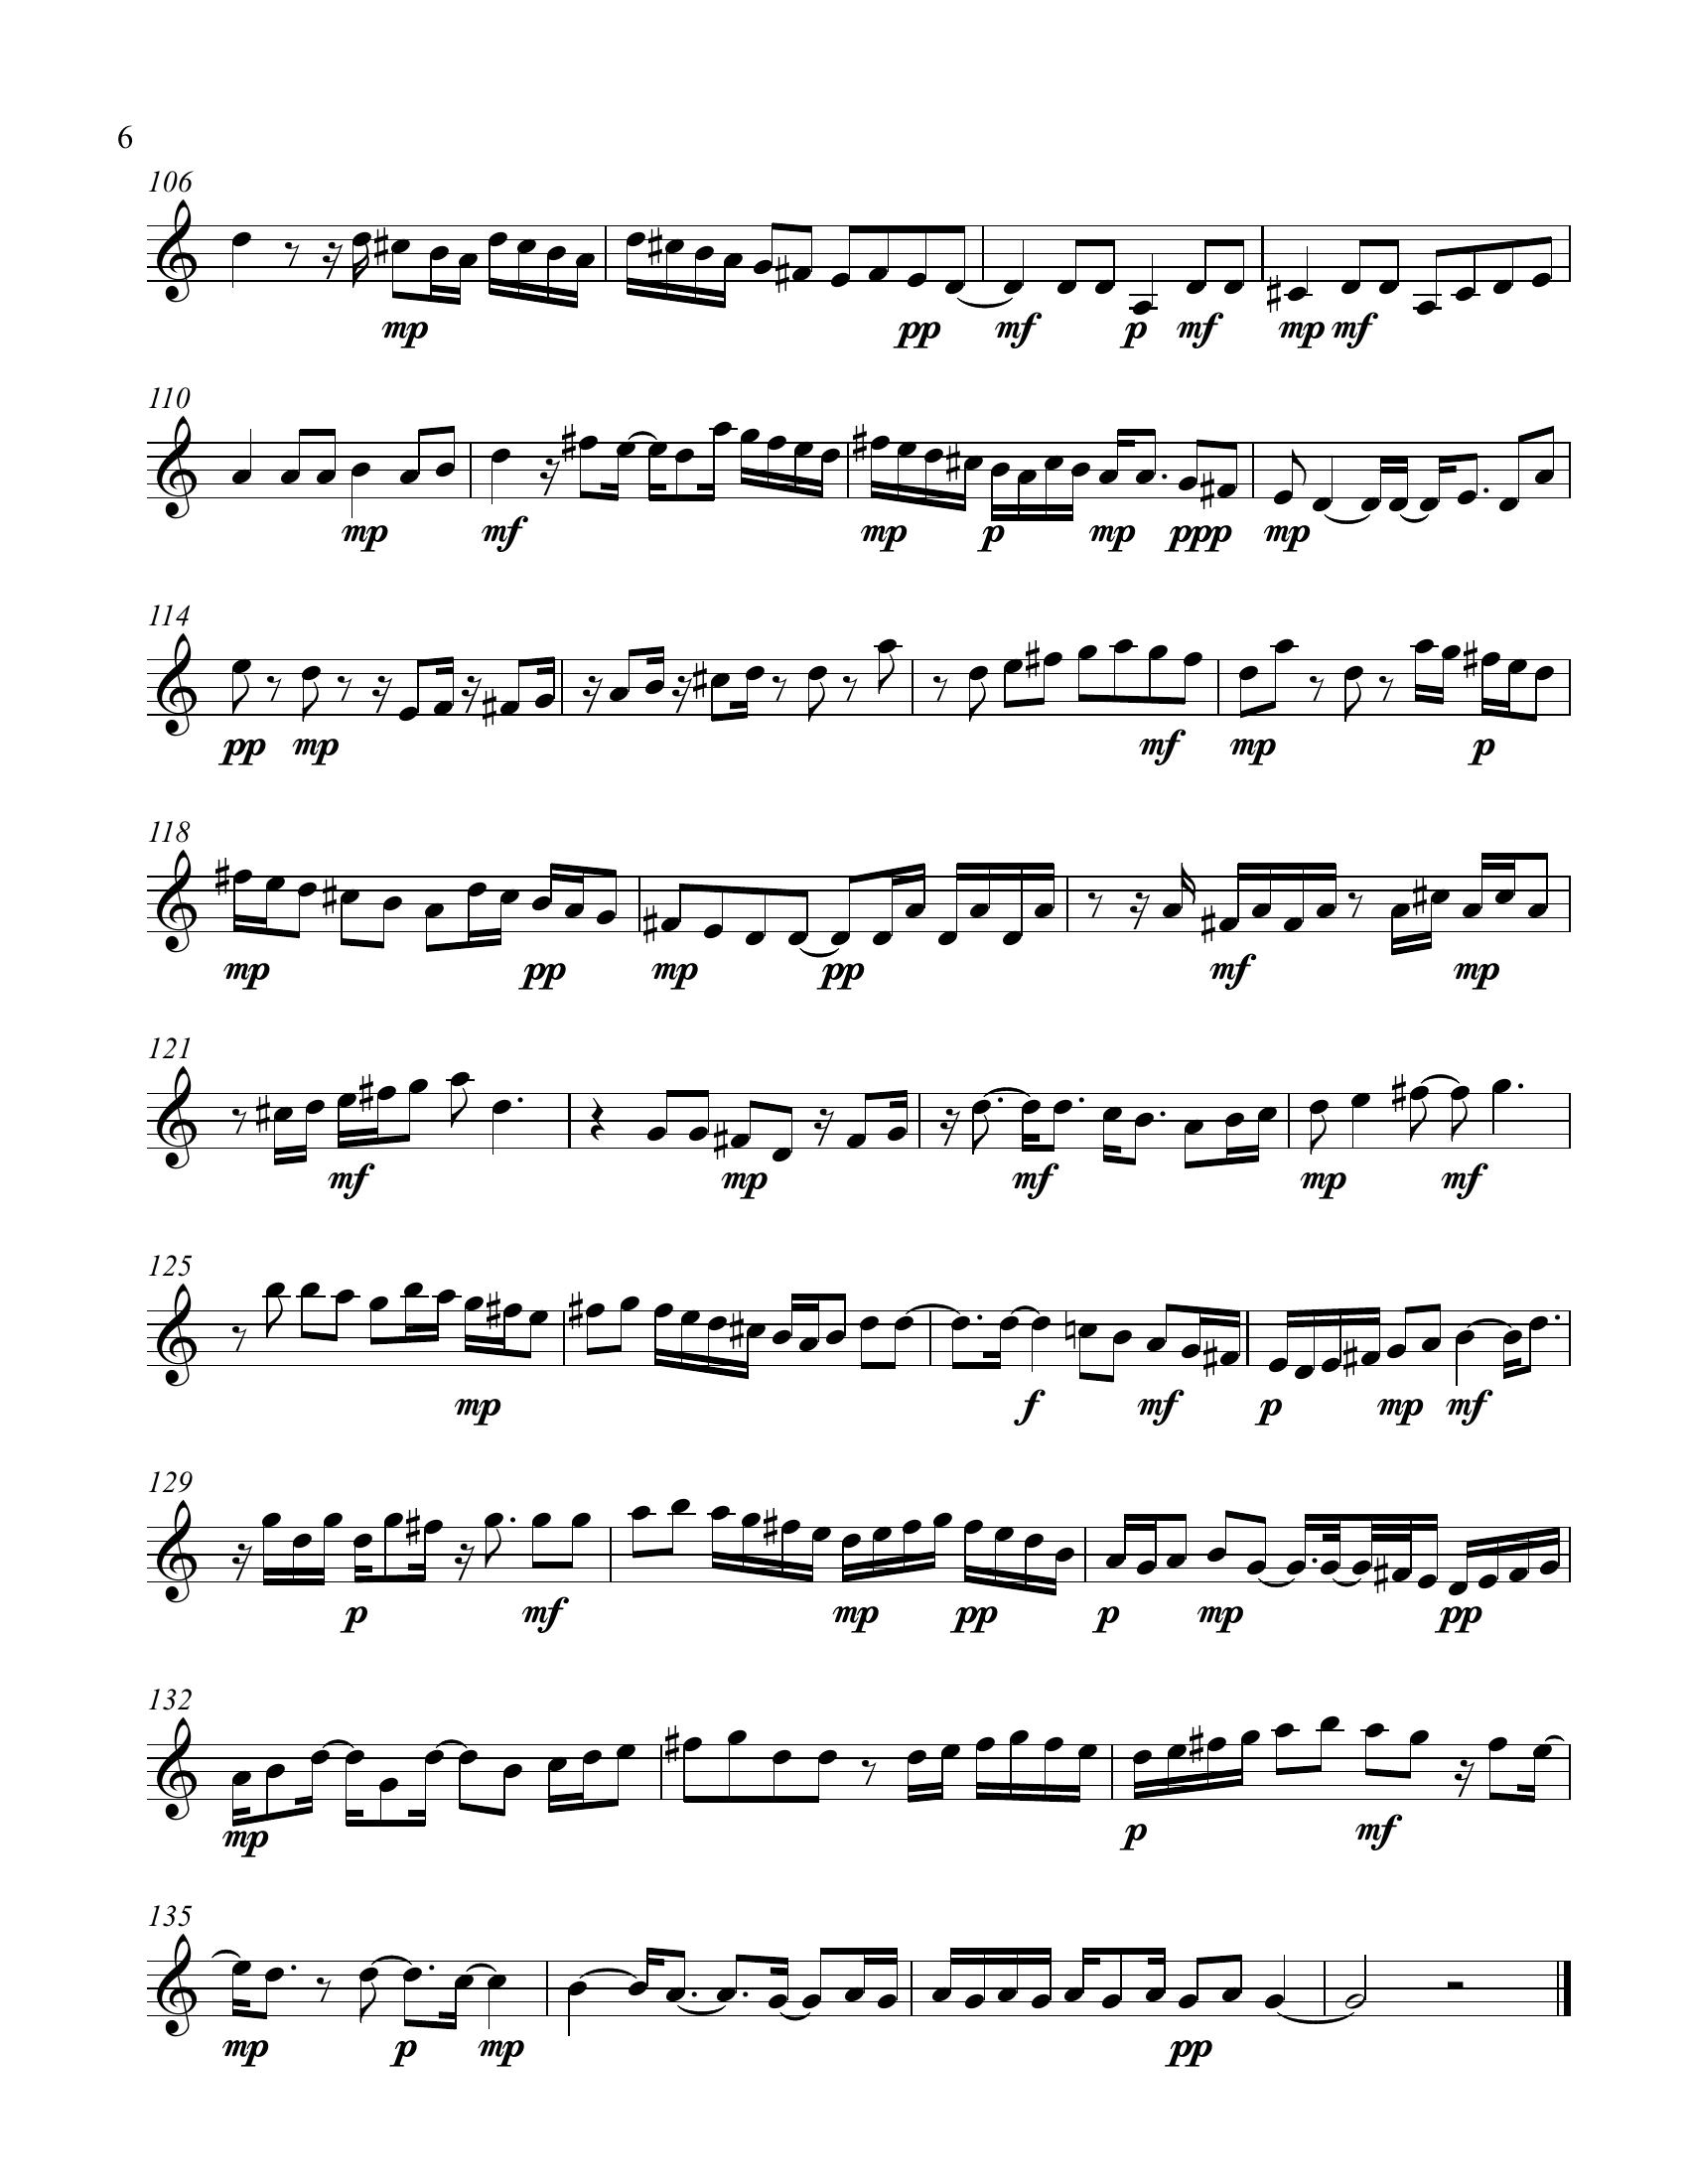 6
106
mp pp mf p mf mp mf
110
mp mf mp p mp ppp mp
114
pp mp mf mp p
118
mp pp mp pp mf mp
121
mf mp mf mp mf
125
mp f mf p mp mf
129
p mf mp pp p mp pp
132
mp p mf
135
mp p mp pp